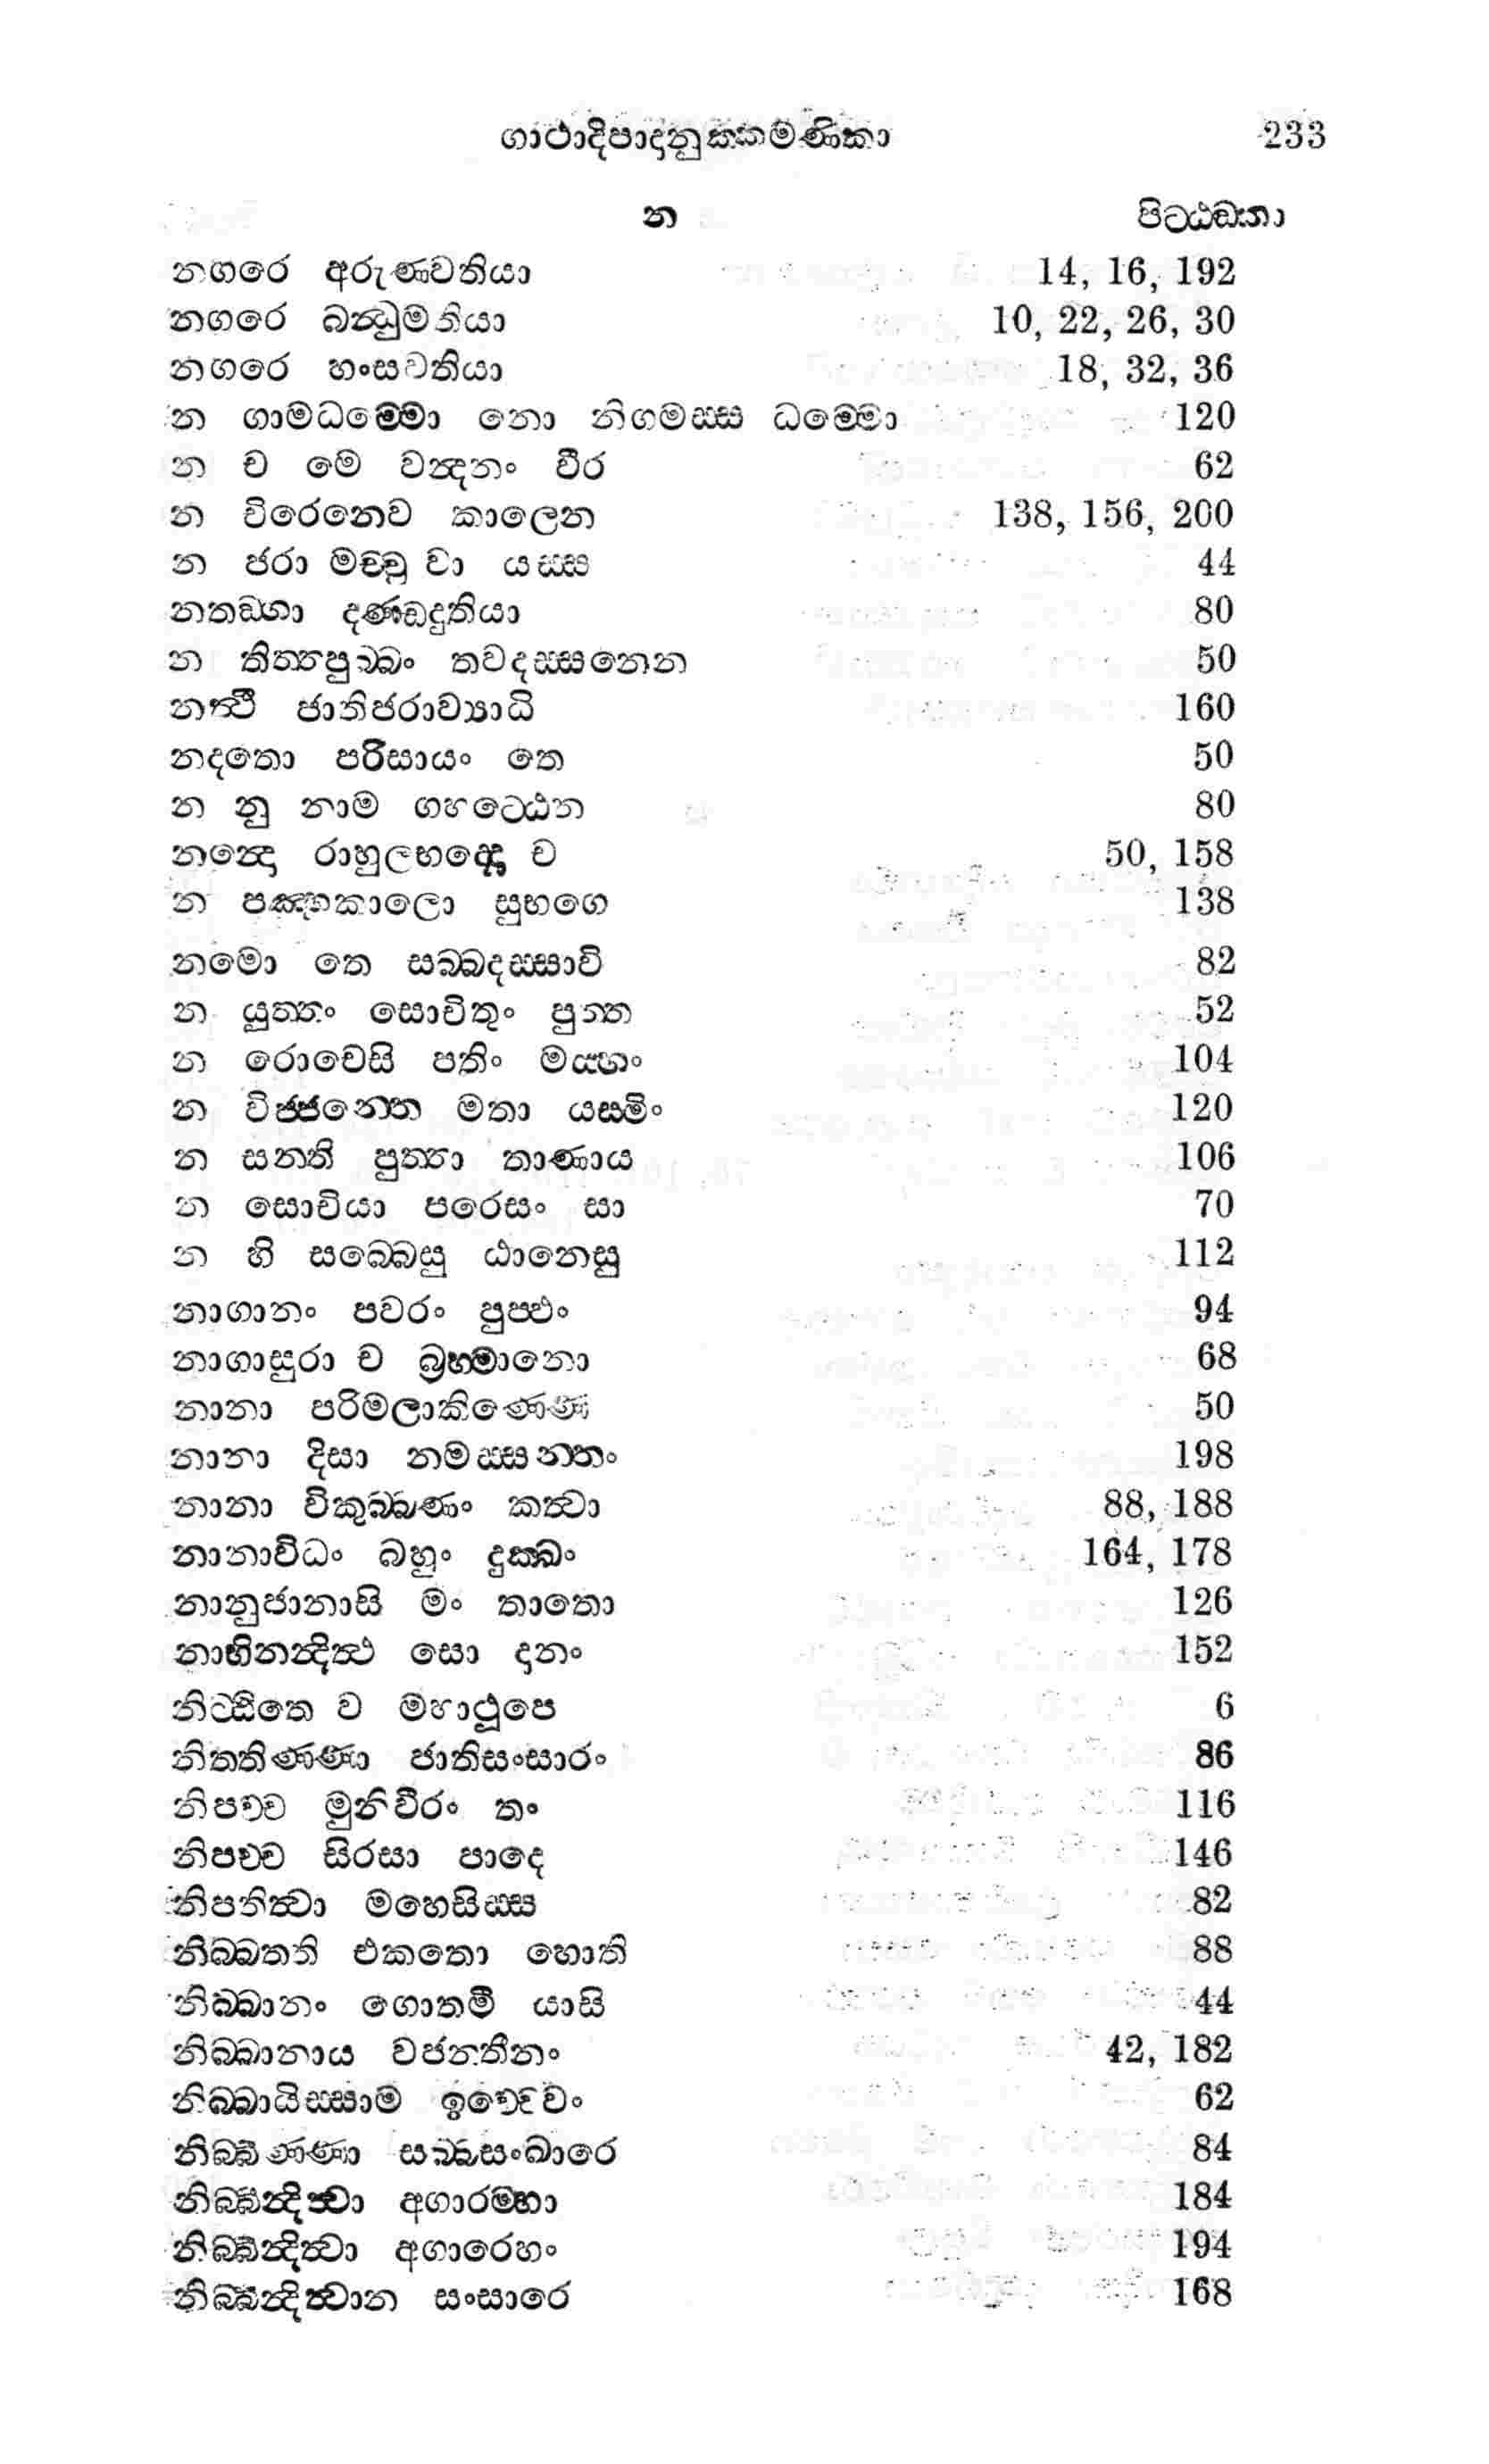 ගාථාදිපාදානුක්කමණිකා 233
න පිට්ඨඞ්කා
නගරෙ අරුණවතියා 14, 16, 192
නගරෙ බන්ධුමතියා 10, 22, 26, 30
නගරෙ හංසවතියා 18, 32, 36
න ගාමධම්මො නො නිගමස්ස ධම්මො 120
න ච මෙ වන්දනං වීර 62
න චිරෙනෙව කාලෙන 138, 156, 200
න ජරා මච්චු වා යස්ස 44
නතඞ්ගා දණ්ඩදුතියා 80
න තිත්තපුබ්බං තවදස්සනෙන 50
නත්ථි ජාතිජරාව්‍යාධි 160
නදතො පරිසායං තෙ 50
න නු නාම ගහට්ඨෙන 80
නන්දො රාහුලභද්දො ච 50, 158
න පඤ්චකාලො සුභගෙ 138
නමො තෙ සබ්බදස්සාවි 82
න යුත්තං සොචිතුං පුත්ත 52
න රොචෙසි පතිං මය්හං 104
න විජ්ජන්ති මතා යස්මිං 120
න සන්ති පුත්තා තාණාය 106
න සොචියා පරෙසං සා 70
න හි සබ්බෙසු ඨානෙසු 112
නාගානං පවරං පුප්ඵං 94
නාගාසුරා ච බ්‍රහ්මානො 68
නානා පරිමලාකිණ්ණෙ 50
නානා දිසා නමස්සන්තං 198
නානා විකුබ්බණං කත්වා 88, 188
නානාවිධං බහුං දුක්ඛං 164, 178
නානුජානාසි මං තාතො 126
නාභිනන්දිත්ථ සො දානං 152
නිට්ඨිතෙ ව මහාථූපෙ 6
නිත්තිණ්ණා ජාතිසංසාරං 86
නිපච්ච මුනිවීරං තං 116
නිපච්ච සිරසා පාදෙ 146
නිපතිත්වා මහෙසිස්ස 82
නිබ්බතති එකතො හොති 88
නිබ්බානං ගොතමී යාසි 44
නිබ්බානාය වජන්තීනං 42, 182
නිබ්බායිස්සාම ඉච්චෙවං 62
නිබ්බිණ්ණා සබ්බසංඛාරෙ 84
නිබ්බින්දිත්වා අගාරම්හා 184
නිබ්බින්දිත්වා අගාරෙහං 194
නිබ්බින්දිත්වාන සංසාරෙ 168